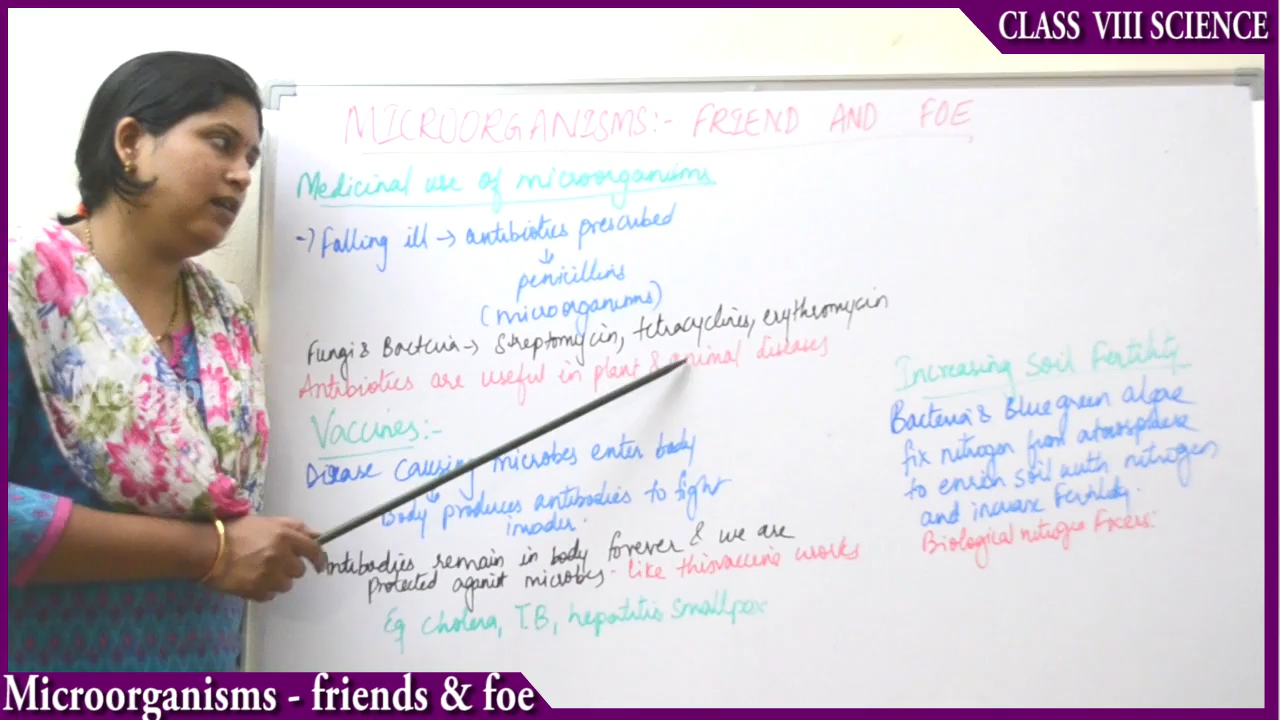 CLASS VIII SCIENCE
MICROORGANISMS:- FRIEND AND FOE
Medicinal use of microorganisms
-) Falling ill → antibiotics prescribed
↓
penicillins
(microorganisms)
Fungi & Bacteria → Streptomycin, tetracyclines, erythromycin
Antibiotics are useful in plant & animal diseases
Vaccines:-
Disease causing microbes enter body
↓
Body produces antibodies to fight
invader.
Antibodies remain in body forever & we are
protected against microbes. like this vaccine works
Eg cholera, T.B, hepatitis smallpox
Increasing Soil Fertility
Bacteria & Blue green algae
fix nitrogen from atmosphere
to enrich soil with nitrogen
and increase fertility.
Biological nitrogen fixers:
Microorganisms - friends & foe